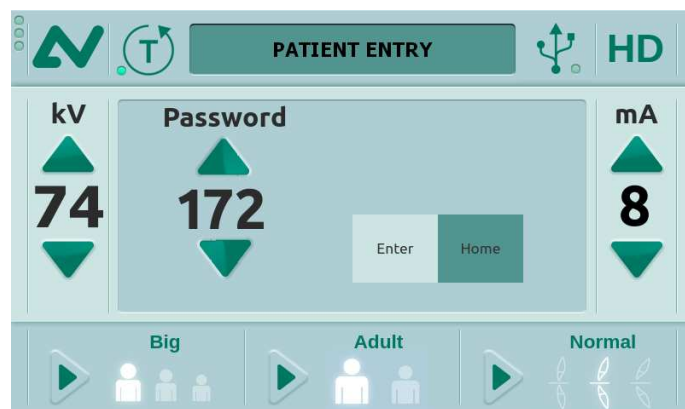 T
PATIENT ENTRY
HD
kV
Password
mA
74
172
8
Enter
Home
Big
Adult
Normal